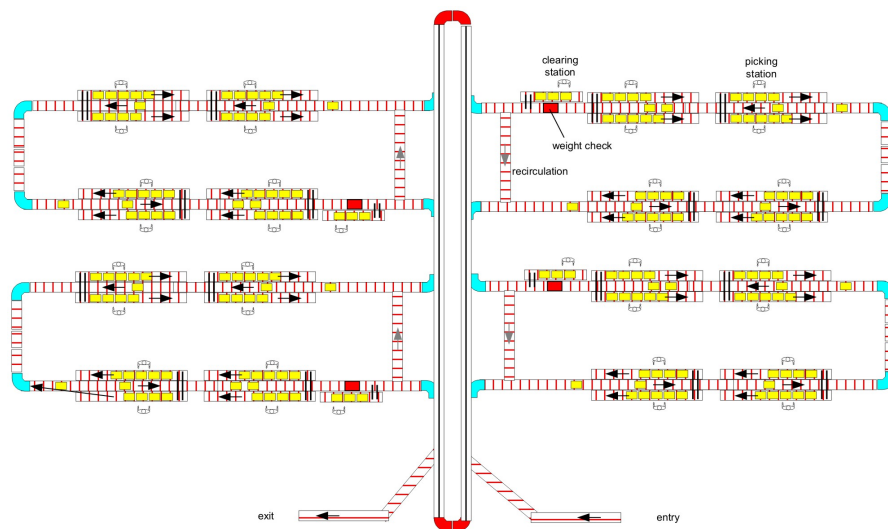 clearing
station
picking
station
weight check
recirculation
exit
entry